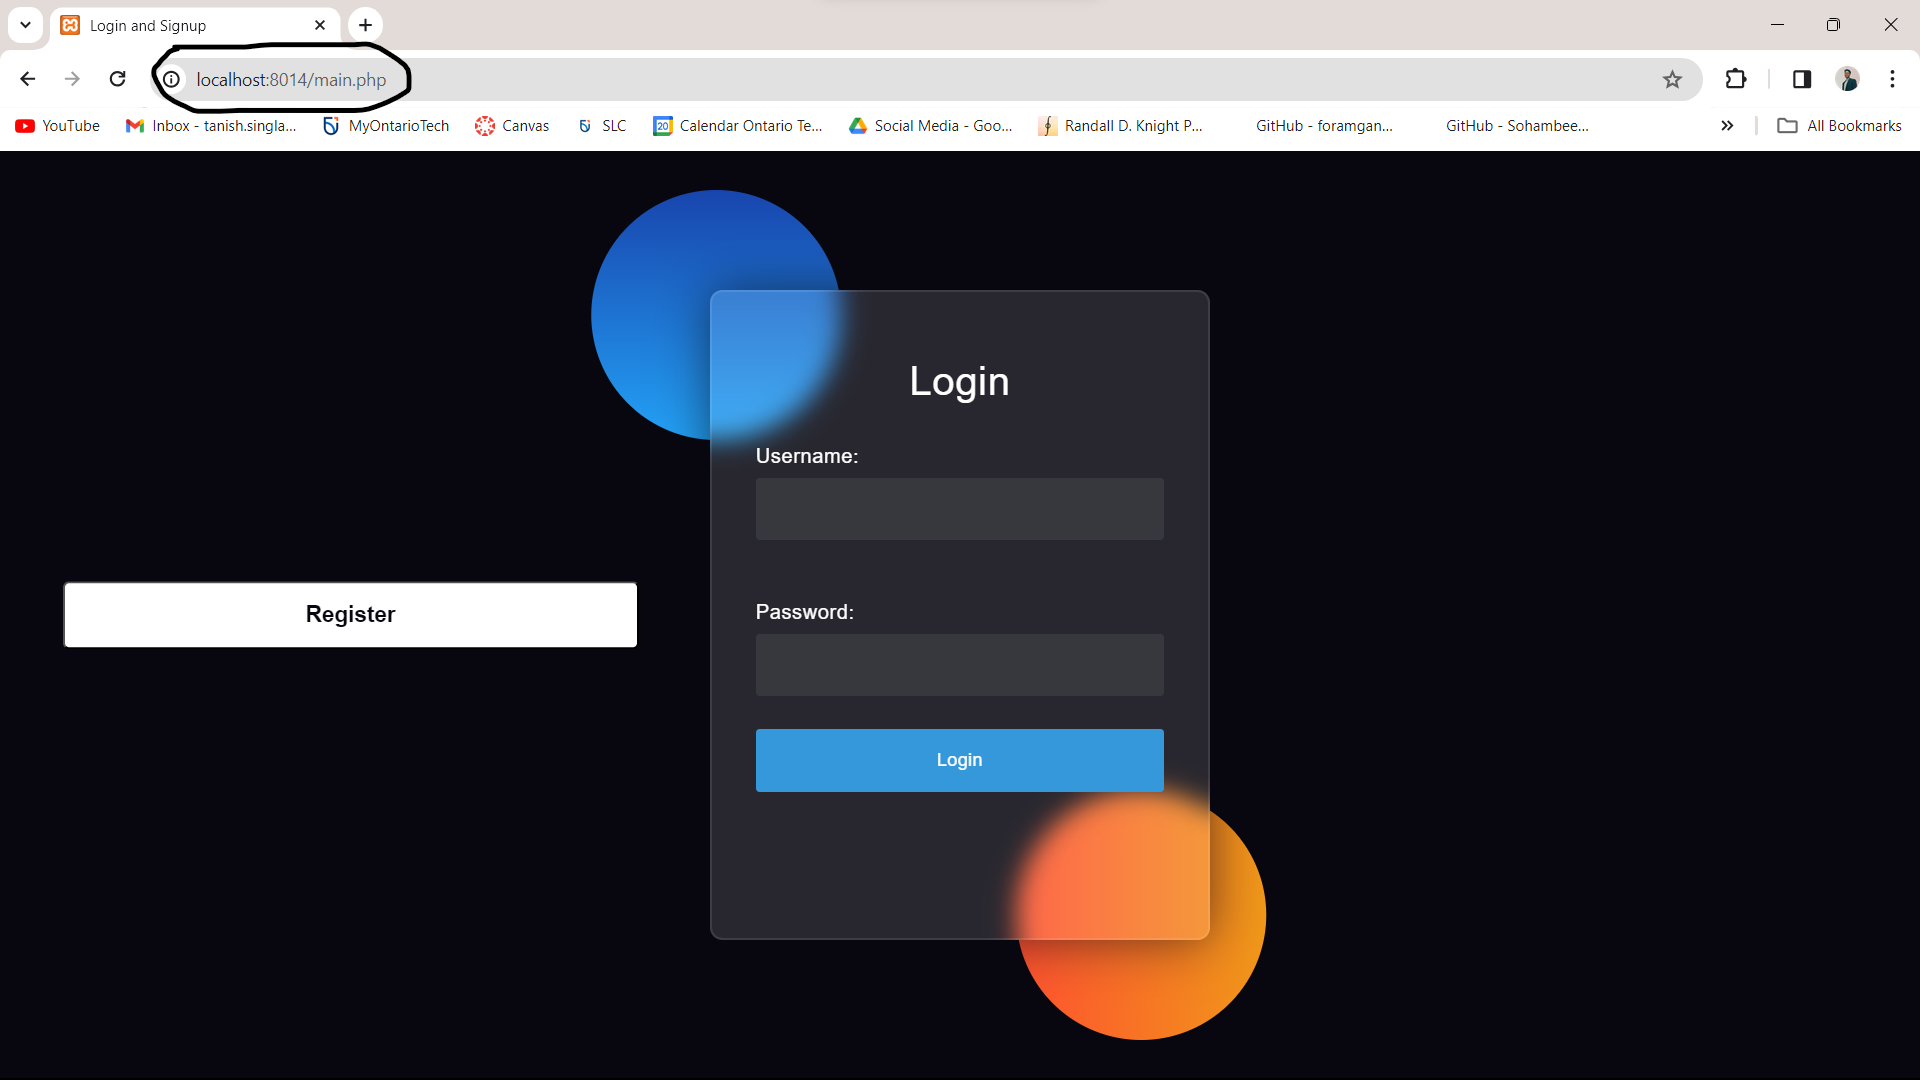 Login and Signup
localhost:8014/main.php
YouTube Inbox - tanish.singla... MyOntarioTech Canvas SLC 20 Calendar Ontario Te... Social Media - Goo... Randall D. Knight P... GitHub - foramgan... GitHub - Sohambee... All Bookmarks
Login
Username:
Register
Password:
Login